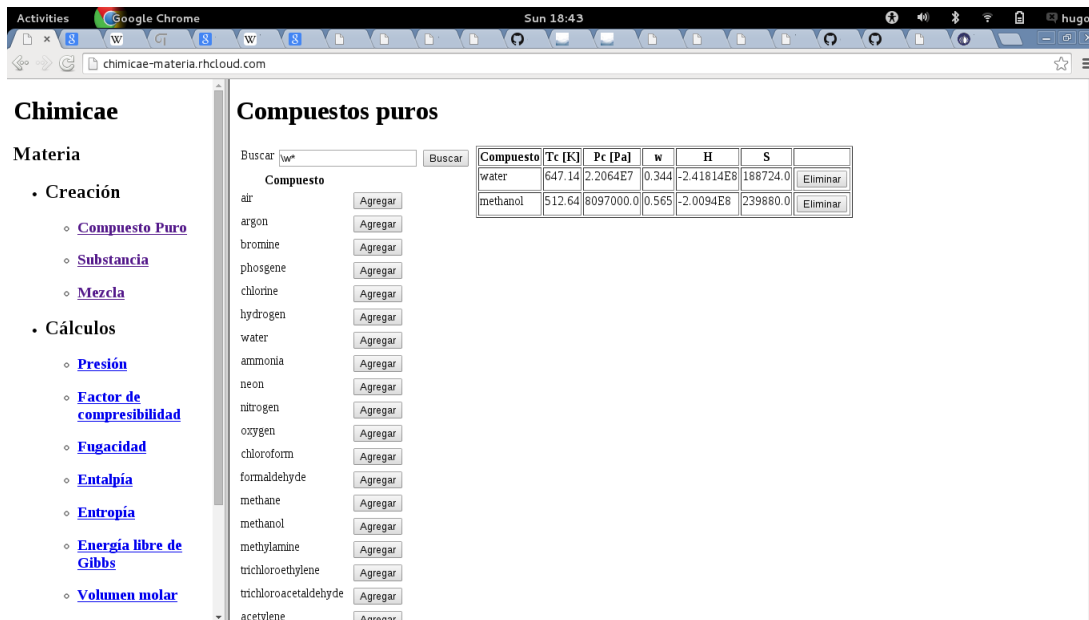 Activities Google Chrome Sun 18:43 hugo
chimicae-materia.rhcloud.com
Chimicae
Materia
Creación
Compuesto Puro
Substancia
Mezcla
Cálculos
Presión
Factor de
compresibilidad
Fugacidad
Entalpía
Entropía
Energía libre de
Gibbs
Volumen molar
Compuestos puros
Buscar \w* Buscar
Compuesto
air Agregar
argon Agregar
bromine Agregar
phosgene Agregar
chlorine Agregar
hydrogen Agregar
water Agregar
ammonia Agregar
neon Agregar
nitrogen Agregar
oxygen Agregar
chloroform Agregar
formaldehyde Agregar
methane Agregar
methanol Agregar
methylamine Agregar
trichloroethylene Agregar
trichloroacetaldehyde Agregar
acetylene Agregar
Compuesto Tc [K] Pc [Pa] w H S
water 647.14 2.2064E7 0.344 -2.41814E8 188724.0 Eliminar
methanol 512.64 8097000.0 0.565 -2.0094E8 239880.0 Eliminar